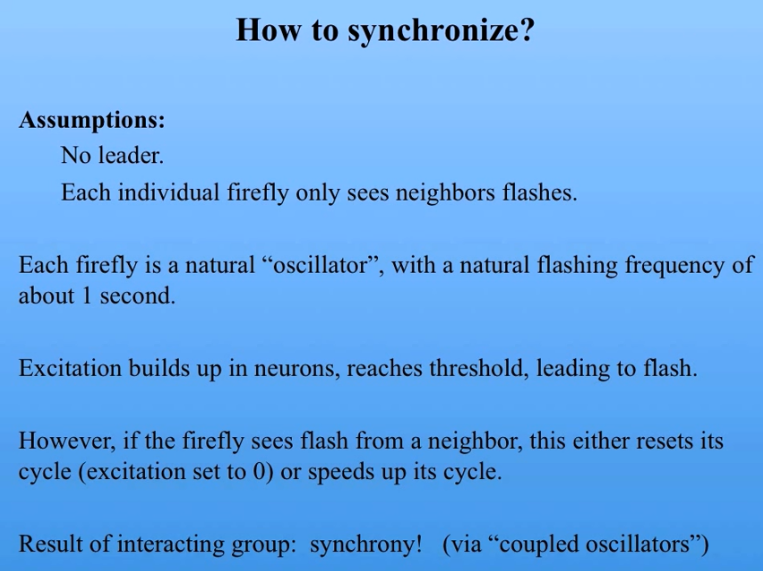 How to synchronize?
Assumptions:
No leader.
Each individual firefly only sees neighbors flashes.
Each firefly is a natural “oscillator”, with a natural flashing frequency of
about 1 second.
Excitation builds up in neurons, reaches threshold, leading to flash.
However, if the firefly sees flash from a neighbor, this either resets its
cycle (excitation set to 0) or speeds up its cycle.
Result of interacting group:  synchrony!   (via “coupled oscillators”)